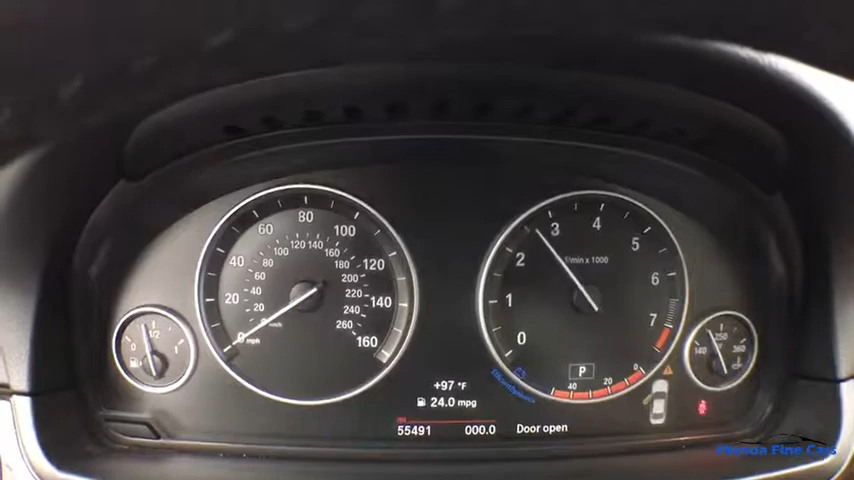 0 1/2 1
0 20 40 60 80 100 120 140 160
mph
20 40 60 80 100 120 140 160 180 200 220 240 260
km/h
0 1 2 3 4 5 6 7
1/min x 1000
P
40 20 0
EfficientDynamics
140 250 360
°F
+97 °F
24.0 mpg
55491 000.0 Door open
Florida Fine Cars